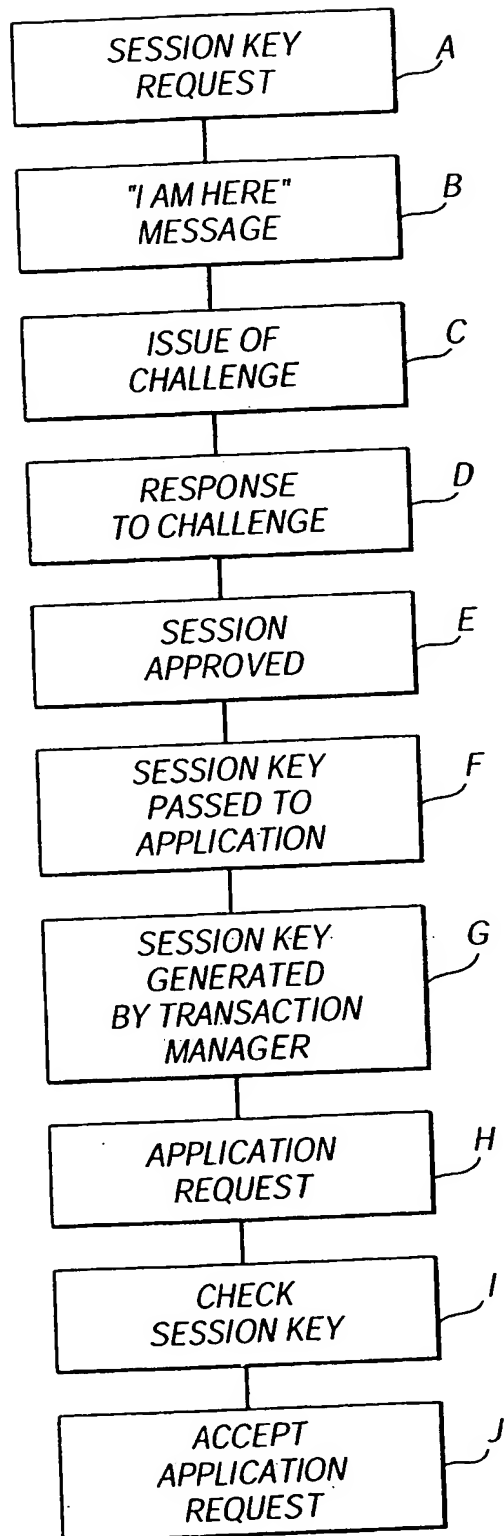 SESSION KEY
REQUEST
A
"I AM HERE"
MESSAGE
B
ISSUE OF
CHALLENGE
C
RESPONSE
TO CHALLENGE
D
SESSION
APPROVED
E
SESSION KEY
PASSED TO
APPLICATION
F
SESSION KEY
GENERATED
BY TRANSACTION
MANAGER
G
APPLICATION
REQUEST
H
CHECK
SESSION KEY
I
ACCEPT
APPLICATION
REQUEST
J